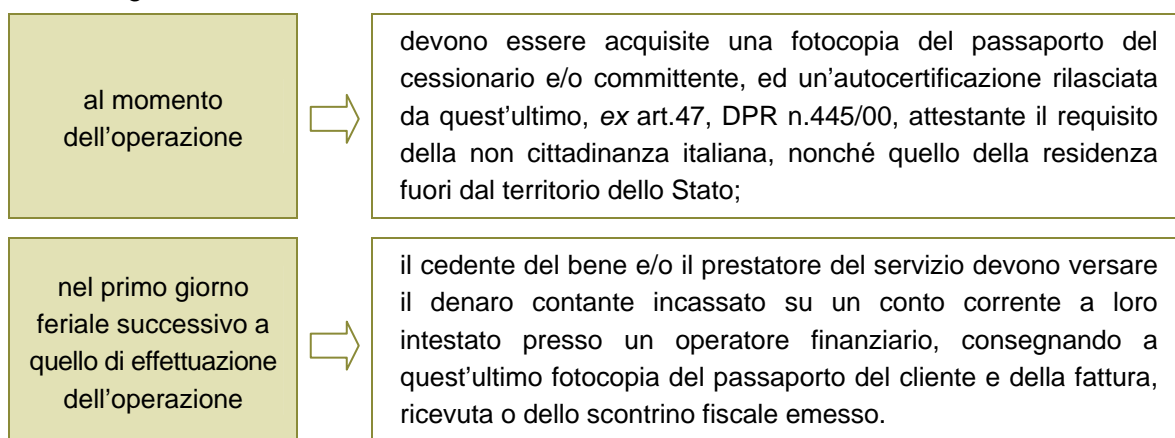 al momento
dell'operazione
devono essere acquisite una fotocopia del passaporto del
cessionario e/o committente, ed un'autocertificazione rilasciata
da quest'ultimo, ex art.47, DPR n.445/00, attestante il requisito
della non cittadinanza italiana, nonché quello della residenza
fuori dal territorio dello Stato;
nel primo giorno
feriale successivo a
quello di effettuazione
dell'operazione
il cedente del bene e/o il prestatore del servizio devono versare
il denaro contante incassato su un conto corrente a loro
intestato presso un operatore finanziario, consegnando a
quest'ultimo fotocopia del passaporto del cliente e della fattura,
ricevuta o dello scontrino fiscale emesso.